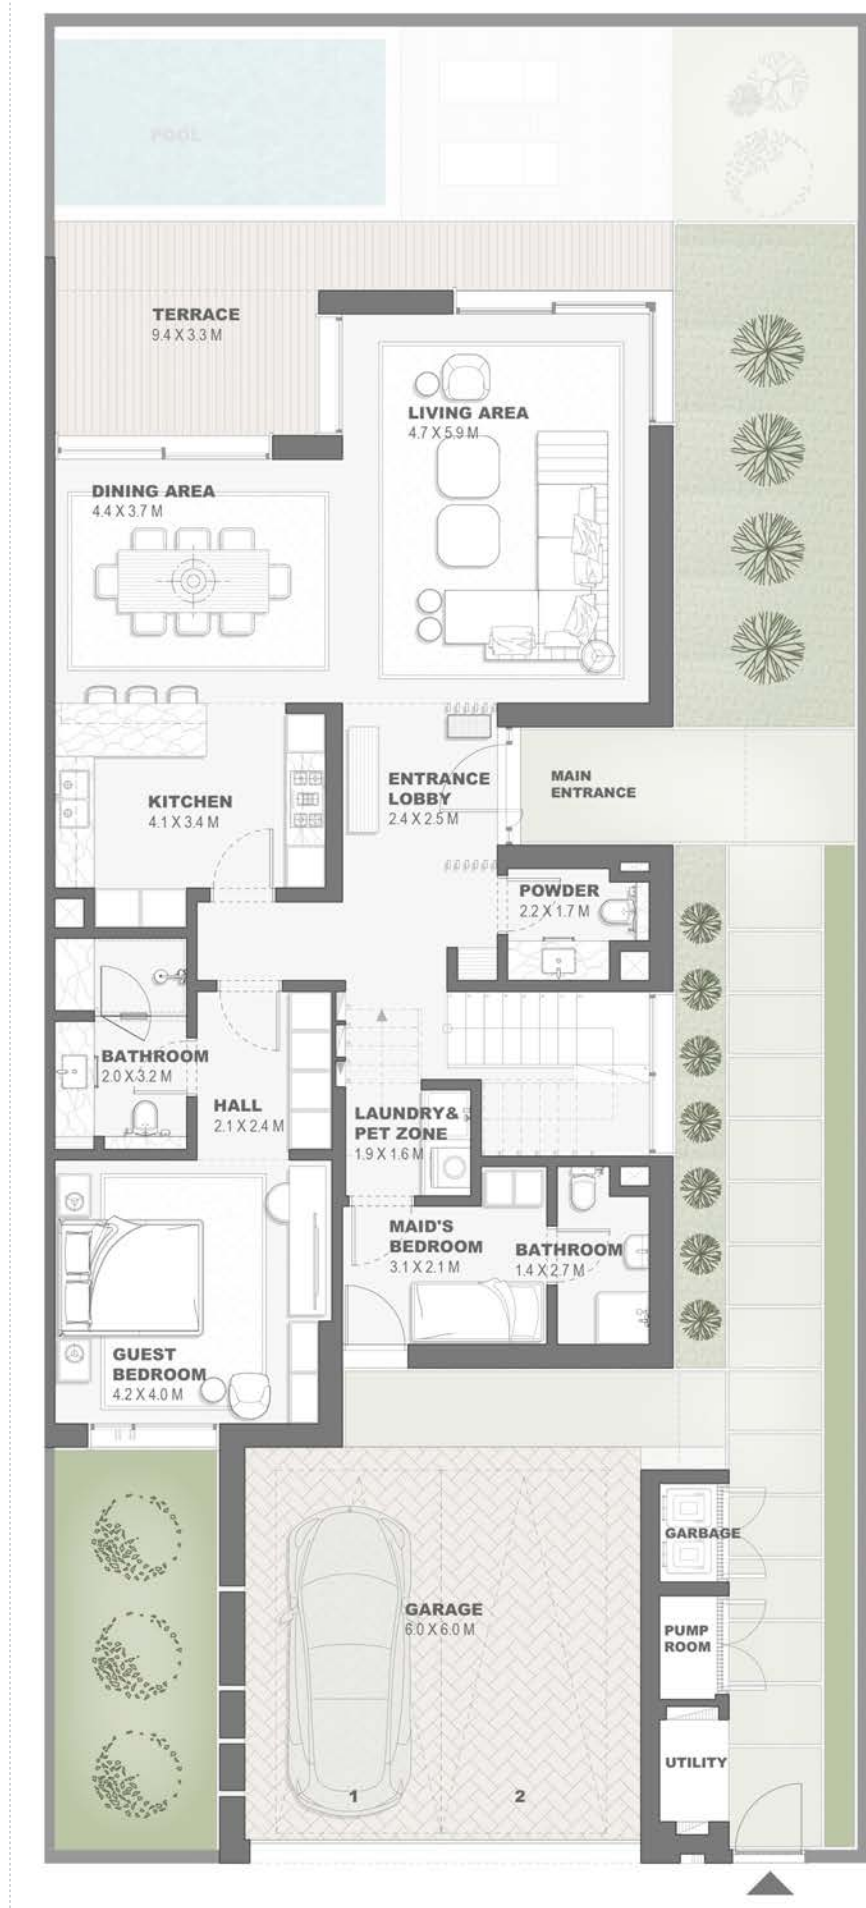 POOL
TERRACE
9.4 X 3.3 M
LIVING AREA
4.7 X 5.9 M
DINING AREA
4.4 X 3.7 M
KITCHEN
4.1 X 3.4 M
ENTRANCE
LOBBY
2.4 X 2.5 M
MAIN
ENTRANCE
POWDER
2.2 X 1.7 M
BATHROOM
2.0 X 3.2 M
HALL
2.1 X 2.4 M
LAUNDRY&
PET ZONE
1.9 X 1.6 M
MAID'S
BEDROOM
3.1 X 2.1 M
BATHROOM
1.4 X 2.7 M
GUEST
BEDROOM
4.2 X 4.0 M
GARBAGE
GARAGE
6.0 X 6.0 M
PUMP
ROOM
UTILITY
1
2